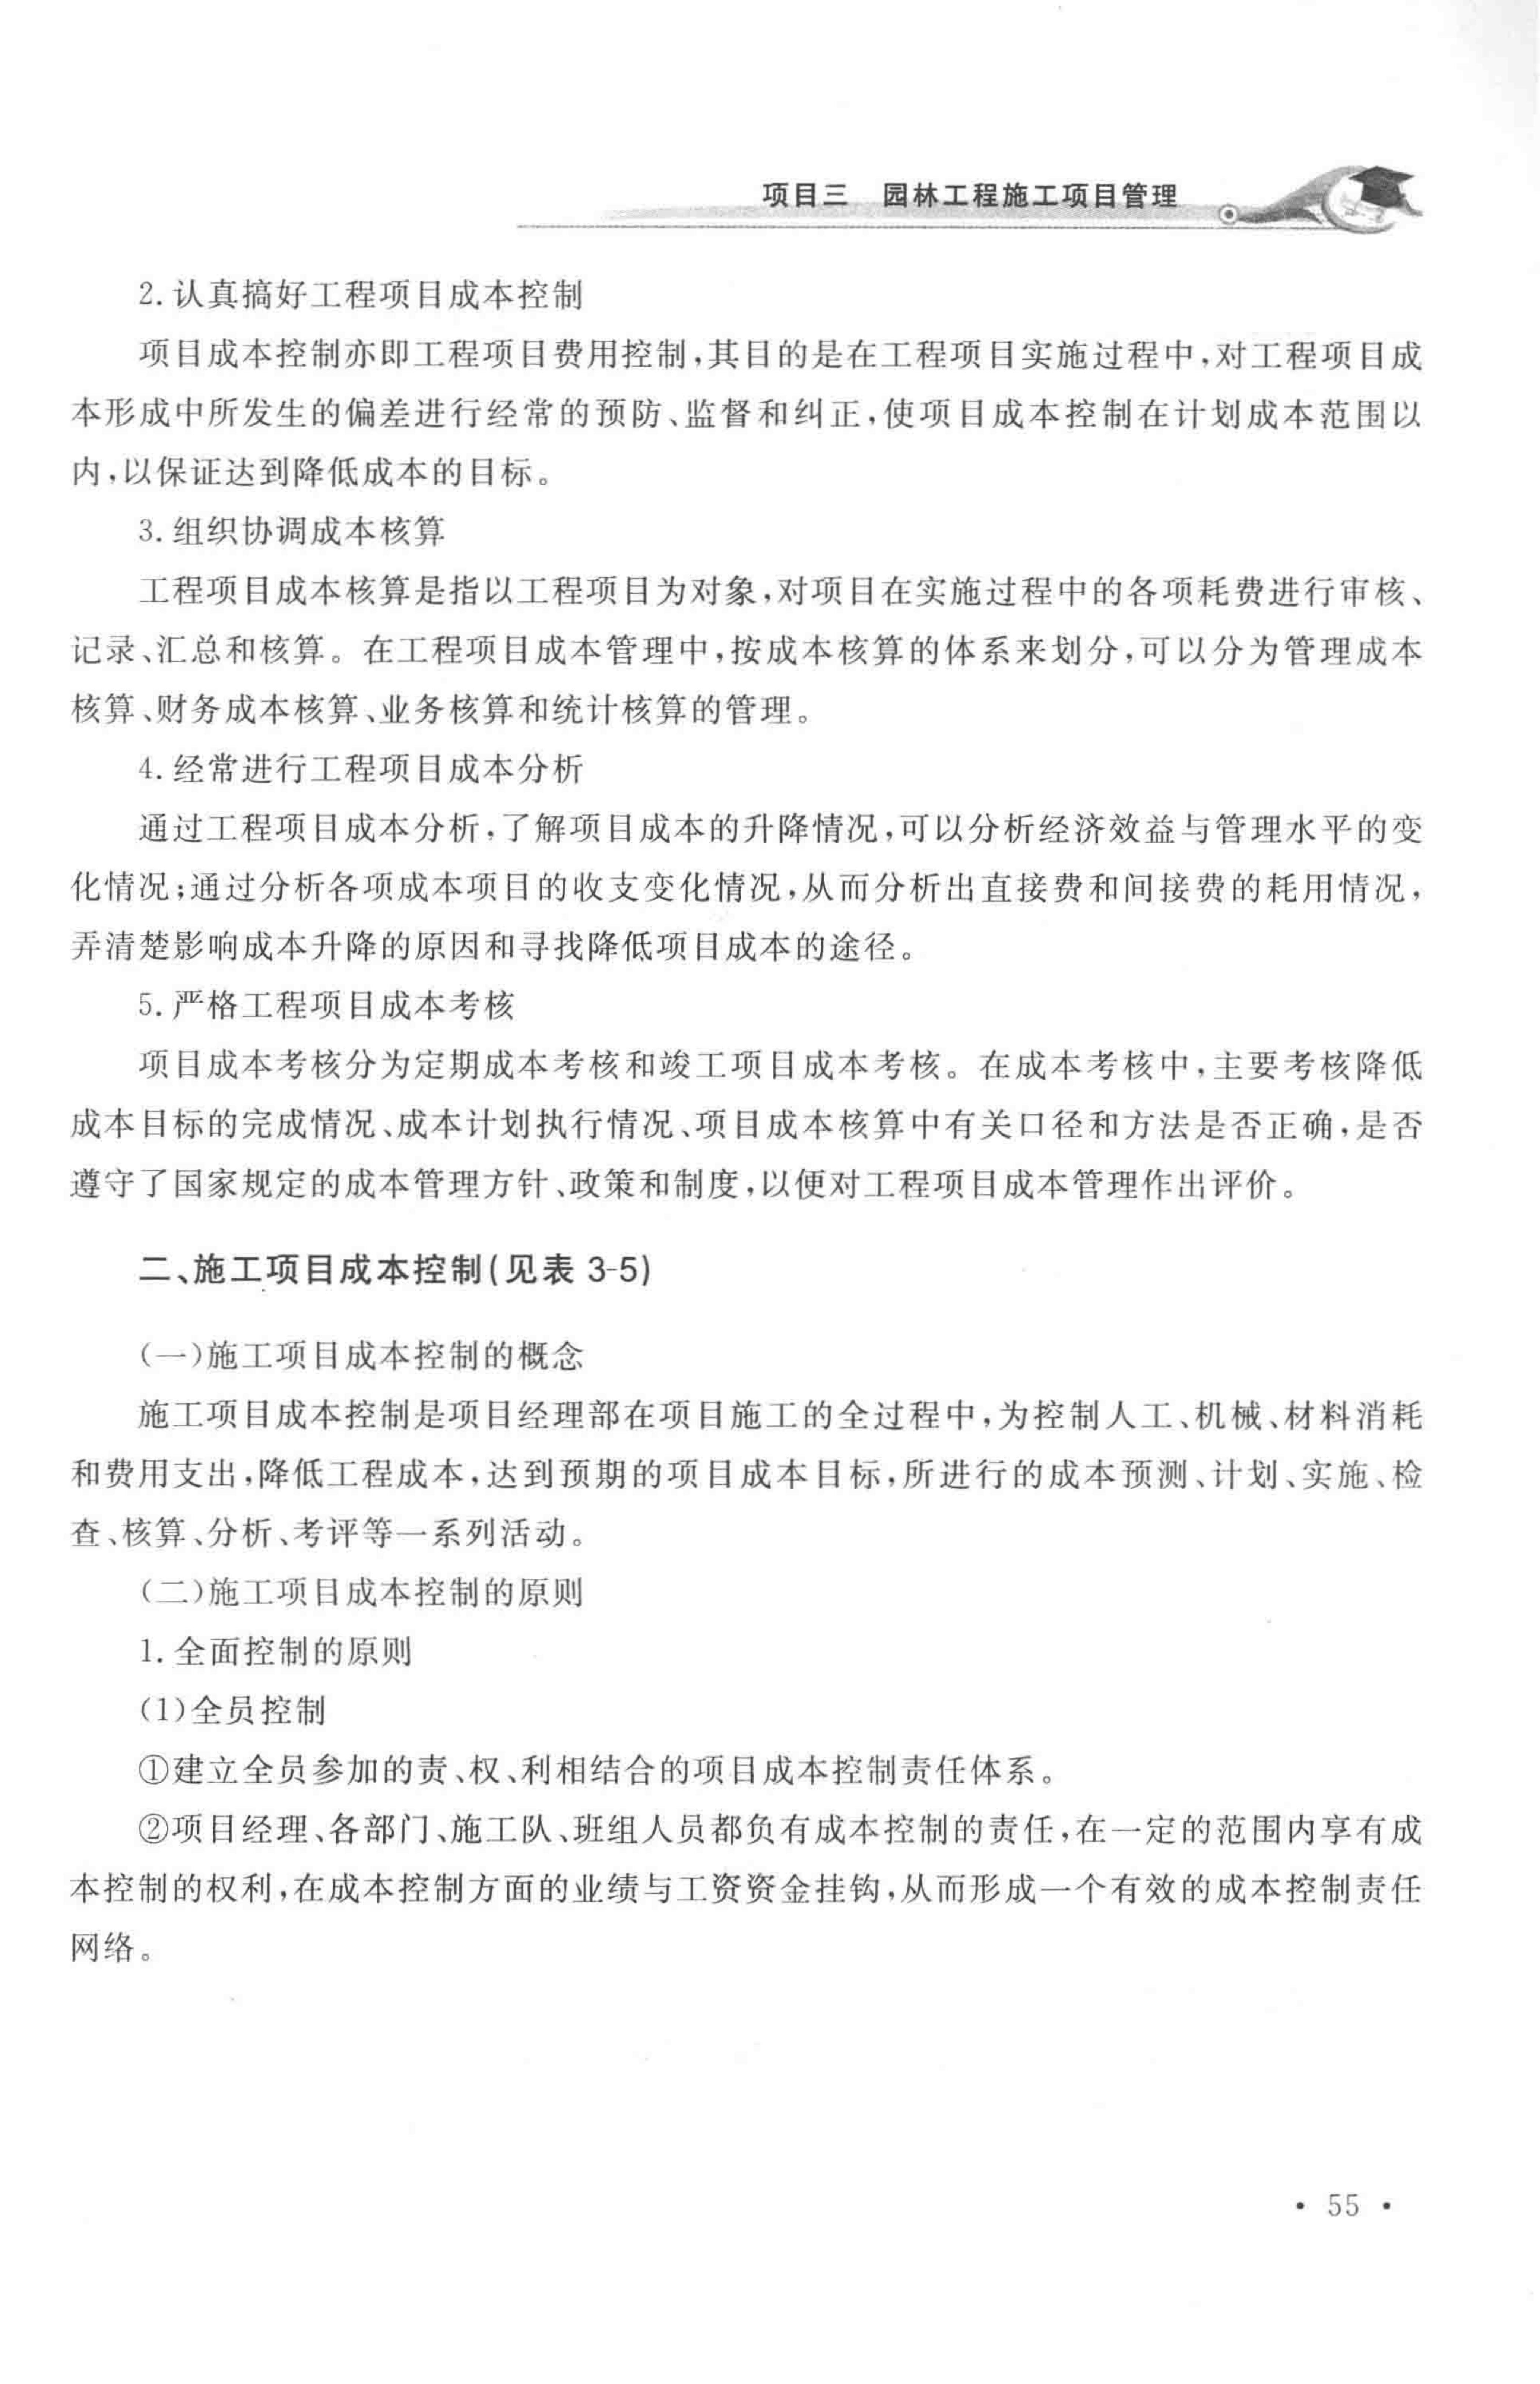 项目三 园林工程施工项目管理
2.认真搞好工程项目成本控制
项目成本控制亦即工程项目费用控制,其目的是在工程项目实施过程中,对工程项目成
本形成中所发生的偏差进行经常的预防、监督和纠正,使项目成本控制在计划成本范围以
内,以保证达到降低成本的目标。
3.组织协调成本核算
工程项目成本核算是指以工程项目为对象,对项目在实施过程中的各项耗费进行审核、
记录、汇总和核算。在工程项目成本管理中,按成本核算的体系来划分,可以分为管理成本
核算、财务成本核算、业务核算和统计核算的管理。
4.经常进行工程项目成本分析
通过工程项目成本分析,了解项目成本的升降情况,可以分析经济效益与管理水平的变
化情况;通过分析各项成本项目的收支变化情况,从而分析出直接费和间接费的耗用情况,
弄清楚影响成本升降的原因和寻找降低项目成本的途径。
5.严格工程项目成本考核
项目成本考核分为定期成本考核和竣工项目成本考核。在成本考核中,主要考核降低
成本目标的完成情况、成本计划执行情况、项目成本核算中有关口径和方法是否正确,是否
遵守了国家规定的成本管理方针、政策和制度,以便对工程项目成本管理作出评价。
二、施工项目成本控制(见表 3-5)
(一)施工项目成本控制的概念
施工项目成本控制是项目经理部在项目施工的全过程中,为控制人工、机械、材料消耗
和费用支出,降低工程成本,达到预期的项目成本目标,所进行的成本预测、计划、实施、检
查、核算、分析、考评等一系列活动。
(二)施工项目成本控制的原则
1.全面控制的原则
(1)全员控制
①建立全员参加的责、权、利相结合的项目成本控制责任体系。
②项目经理、各部门、施工队、班组人员都负有成本控制的责任,在一定的范围内享有成
本控制的权利,在成本控制方面的业绩与工资资金挂钩,从而形成一个有效的成本控制责任
网络。
· 55 ·